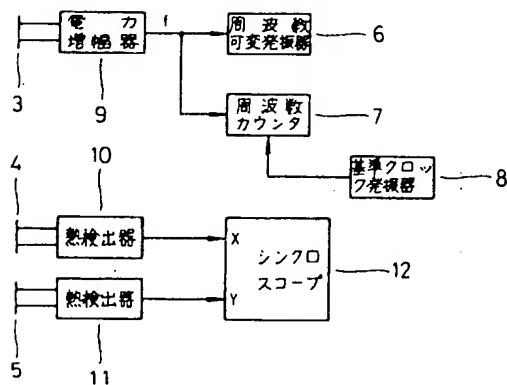 電力
増幅器
f
周波数
可変発振器
6
3
9
周波数
カウンタ
7
10
基準クロッ
ク発振器
8
4
熱検出器
X
シンクロ
スコープ
12
熱検出器
Y
5
11